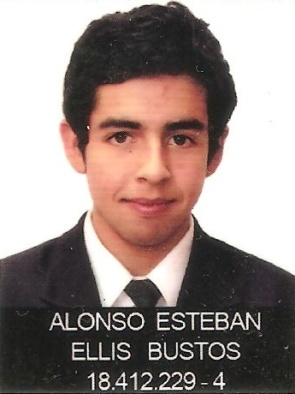 ALONSO ESTEBAN
ELLIS BUSTOS
18.412.229-4